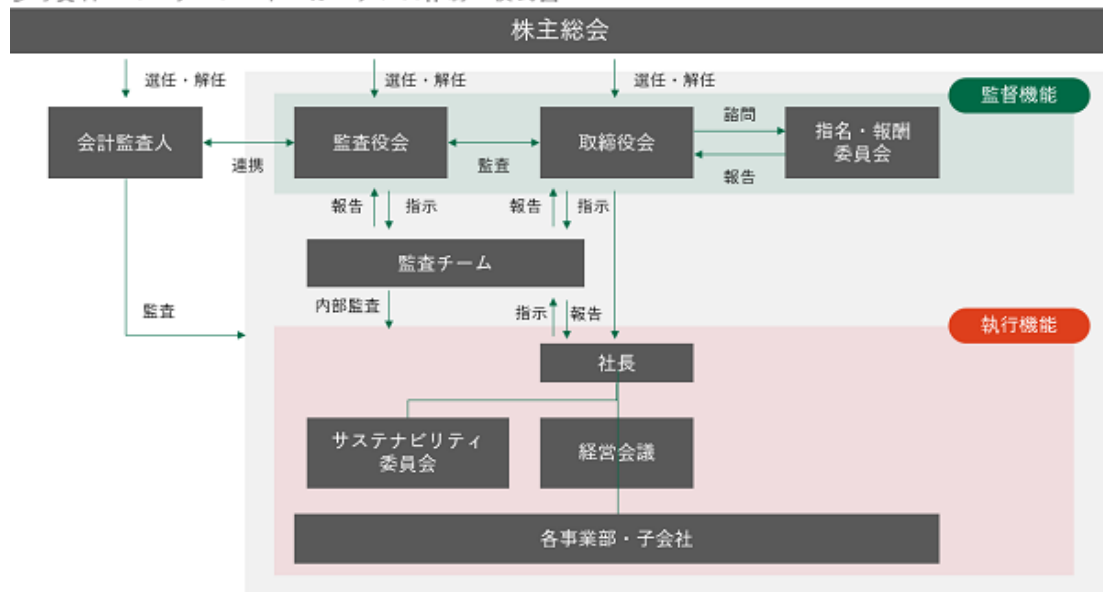 株主総会
選任・解任
選任・解任
選任・解任
監督機能
会計監査人
連携
監査役会
監査
取締役会
諮問
報告
指名・報酬
委員会
報告
指示
報告
指示
監査チーム
監査
内部監査
指示
報告
執行機能
社長
サステナビリティ
委員会
経営会議
各事業部・子会社